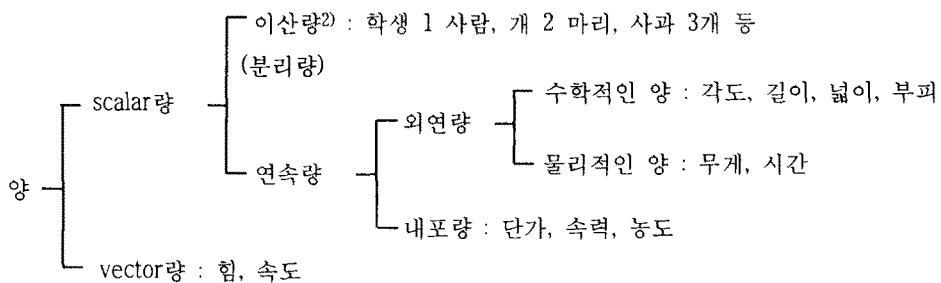 이산량2) : 학생 1 사람, 개 2 마리, 사과 3개 등
(분리량)
scalar량
수학적인 양 : 각도, 길이, 넓이, 부피
외연량
물리적인 양 : 무게, 시간
연속량
양
내포량 : 단가, 속력, 농도
vector량 : 힘, 속도